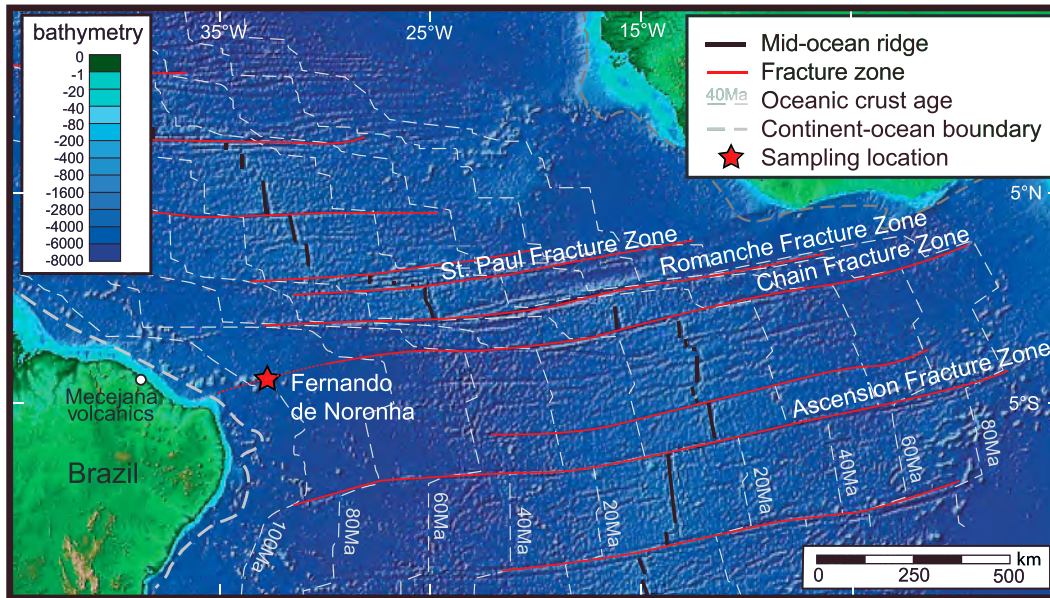 bathymetry
0
-1
-20
-40
-80
-200
-400
-800
-1600
-2800
-4000
-6000
-8000
35°W
25°W
15°W
Mid-ocean ridge
Fracture zone
40Ma
Oceanic crust age
Continent-ocean boundary
Sampling location
5°N
St. Paul Fracture Zone
Romanche Fracture Zone
Chain Fracture Zone
Ascension Fracture Zone
5°S
Fernando
de Noronha
Mecejana
volcanics
Brazil
100Ma
80Ma
60Ma
40Ma
20Ma
20Ma
40Ma
60Ma
80Ma
km
0
250
500